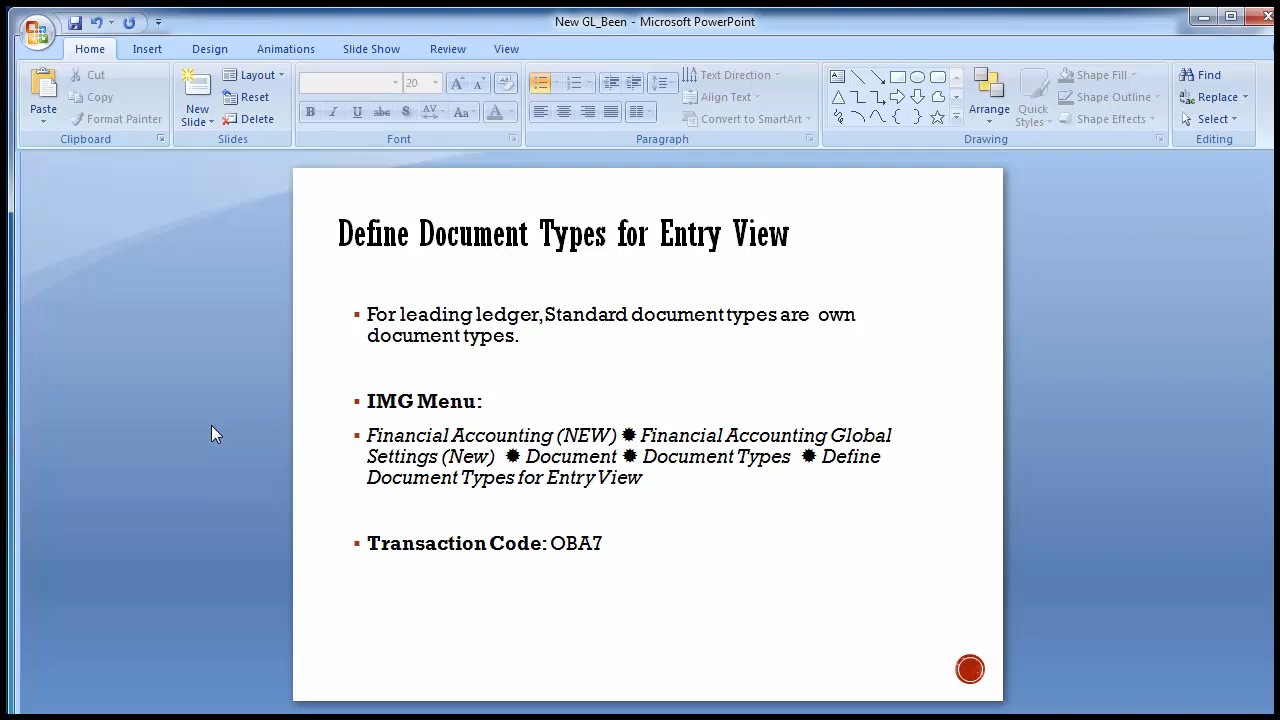 New GL_Been - Microsoft PowerPoint
Home Insert Design Animations Slide Show Review View
Paste
Cut
Copy
Format Painter
Clipboard
New
Slide
Layout
Reset
Delete
Slides
20
B I U abc S AV Aa A
Font
Text Direction
Align Text
Convert to SmartArt
Paragraph
Arrange
Quick
Styles
Shape Fill
Shape Outline
Shape Effects
Drawing
Find
Replace
Select
Editing
Define Document Types for Entry View
For leading ledger,Standard document types are own
document types.
IMG Menu:
Financial Accounting (NEW) ✹ Financial Accounting Global
Settings (New) ✹ Document ✹ Document Types ✹ Define
Document Types for Entry View
Transaction Code: OBA7